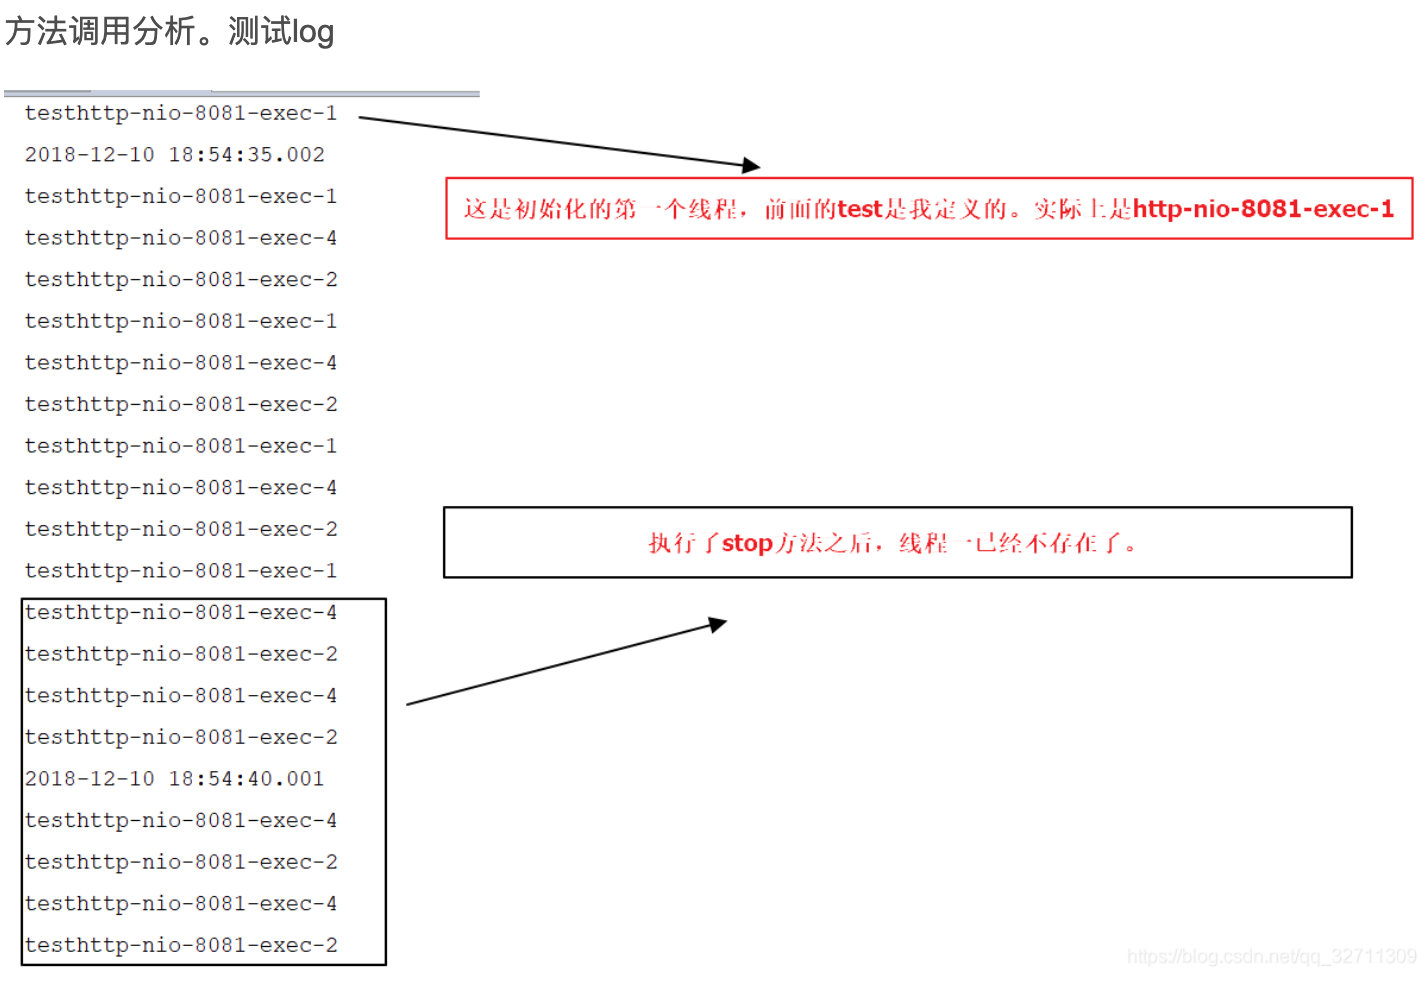 方法调用分析。测试log
testhttp-nio-8081-exec-1
2018-12-10 18:54:35.002
testhttp-nio-8081-exec-1
这是初始化的第一个线程，前面的test是我定义的。实际上是http-nio-8081-exec-1
testhttp-nio-8081-exec-4
testhttp-nio-8081-exec-2
testhttp-nio-8081-exec-1
testhttp-nio-8081-exec-4
testhttp-nio-8081-exec-2
testhttp-nio-8081-exec-1
testhttp-nio-8081-exec-4
testhttp-nio-8081-exec-2
执行了stop方法之后，线程一已经不存在了。
testhttp-nio-8081-exec-1
testhttp-nio-8081-exec-4
testhttp-nio-8081-exec-2
testhttp-nio-8081-exec-4
testhttp-nio-8081-exec-2
2018-12-10 18:54:40.001
testhttp-nio-8081-exec-4
testhttp-nio-8081-exec-2
testhttp-nio-8081-exec-4
testhttp-nio-8081-exec-2
https://blog.csdn.net/qq_32711309